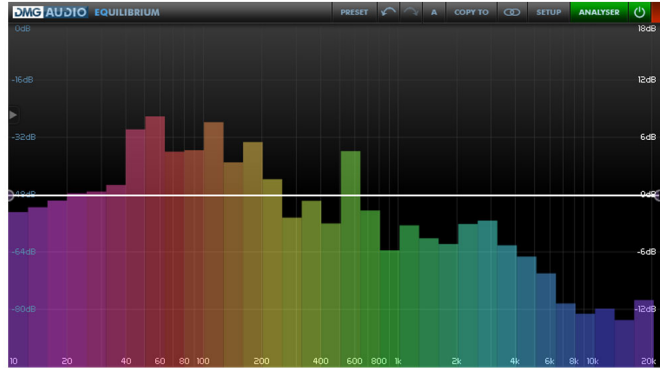 DMG AUDIO EQUILIBRIUM PRESET A COPY TO SETUP ANALYSER
0dB 18dB
-16dB 12dB
-32dB 6dB
-48dB 0dB
-64dB -6dB
-80dB -12dB
10 20 40 60 80 100 200 400 600 800 1k 2k 4k 6k 8k 10k 20k